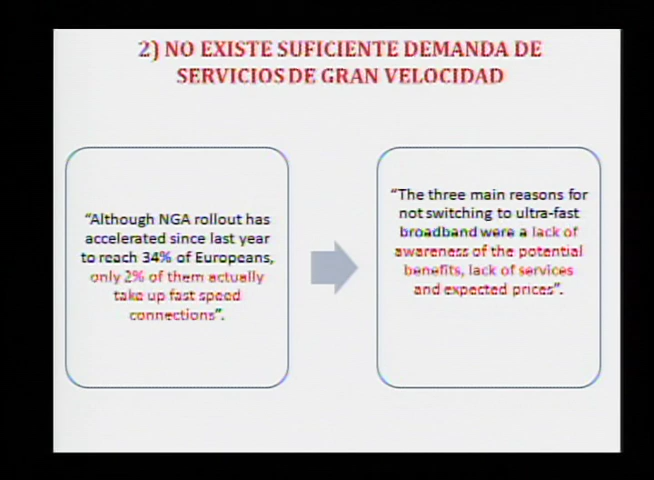 2) NO EXISTE SUFICIENTE DEMANDA DE
SERVICIOS DE GRAN VELOCIDAD
“Although NGA rollout has
accelerated since last year
to reach 34% of Europeans,
only 2% of them actually
take up fast speed
connections”.
“The three main reasons for
not switching to ultra-fast
broadband were a lack of
awareness of the potential
benefits, lack of services
and expected prices”.